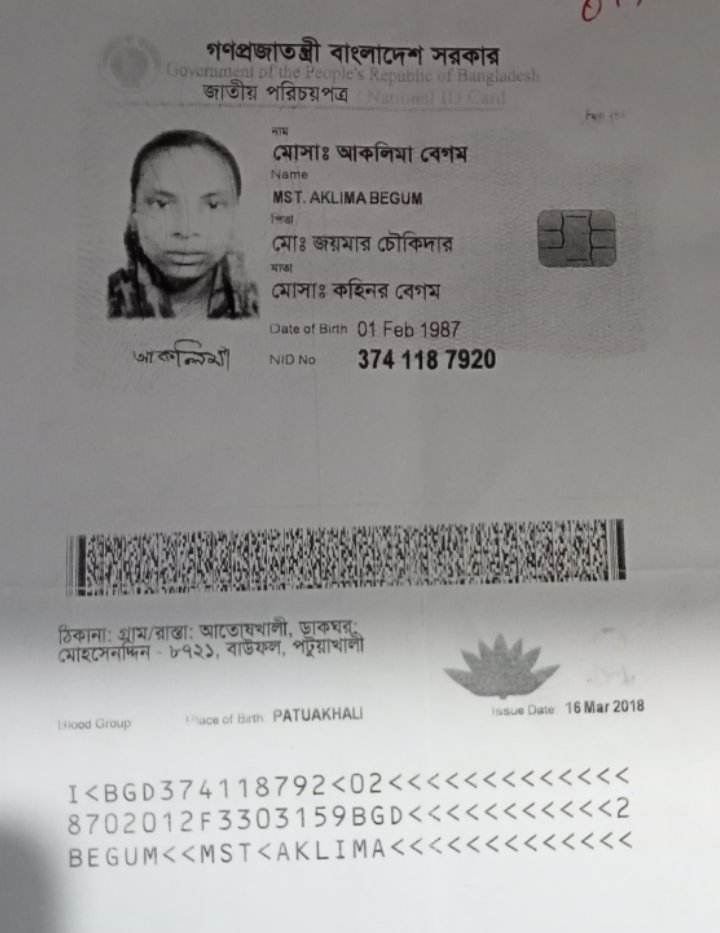 গণপ্রজাতন্ত্রী বাংলাদেশ সরকার
Government of the People's Republic of Bangladesh
জাতীয় পরিচয়পত্র / National ID Card
নাম
মোসাঃ আকলিমা বেগম
Name
MST. AKLIMA BEGUM
পিতা
মোঃ জয়মার চৌকিদার
মাতা
মোসাঃ কহিনর বেগম
Date of Birth 01 Feb 1987
আকলিমা
NID No 374 118 7920
ঠিকানা: গ্রাম/রাস্তা: আতোষখালী, ডাকঘর:
মোহসেনদ্দিন - ৮৭২১, বাউফল, পটুয়াখালী
Blood Group Place of Birth PATUAKHALI Issue Date 16 Mar 2018
I<BGD374118792<02<<<<<<<<<<<<<
8702012F3303159BGD<<<<<<<<<<<2
BEGUM<<MST<AKLIMA<<<<<<<<<<<<<